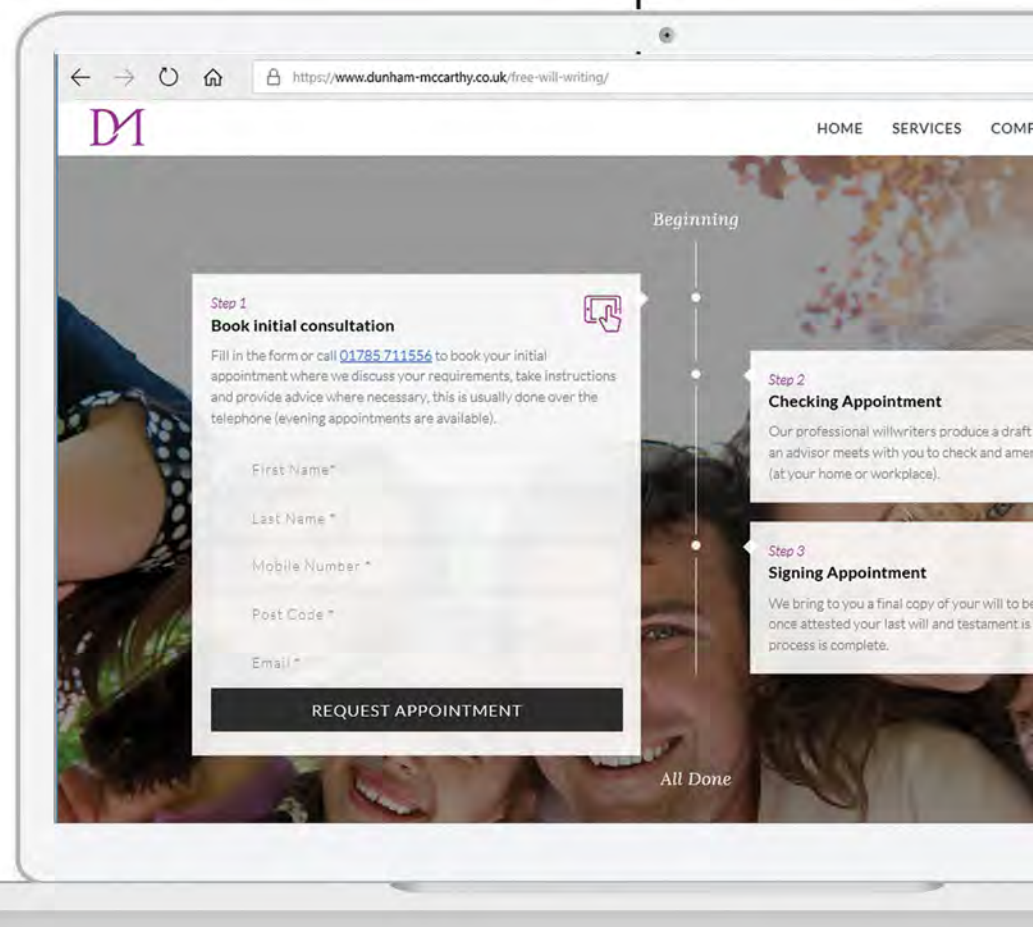 https://www.dunham-mccarthy.co.uk/free-will-writing/
DM
HOME SERVICES
Beginning
Step 1
Book initial consultation
Fill in the form or call 01785 711556 to book your initial
appointment where we discuss your requirements, take instructions
and provide advice where necessary, this is usually done over the
telephone (evening appointments are available).
First Name*
Last Name *
Mobile Number *
Post Code *
Email *
REQUEST APPOINTMENT
Step 2
Checking Appointment
Our professional willwriters produce a draft
an advisor meets with you to check and
(at your home or workplace).
Step 3
Signing Appointment
We bring to you a final copy of your will to be
once attested your last will and testament is
process is complete.
All Done